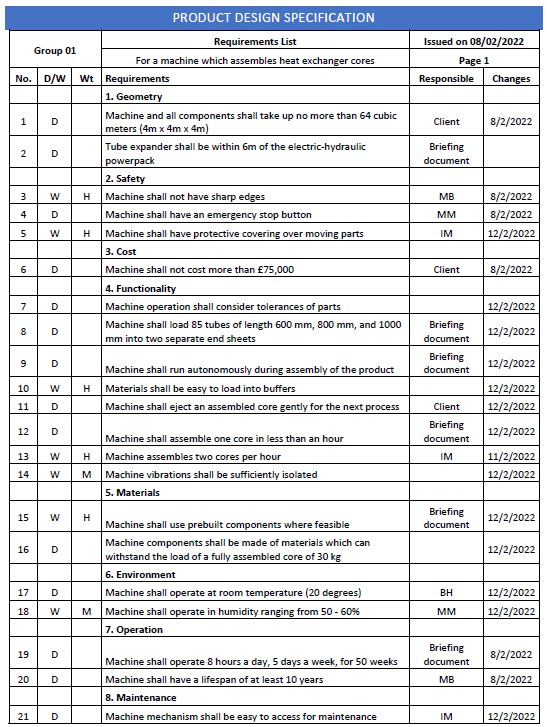 PRODUCT DESIGN SPECIFICATION
Group 01
Requirements List
Issued on 08/02/2022
For a machine which assembles heat exchanger cores
Page 1
No. D/W Wt Requirements Responsible Changes
1. Geometry
1 D Machine and all components shall take up no more than 64 cubic
meters (4m x 4m x 4m) Client 8/2/2022
2 D Tube expander shall be within 6m of the electric-hydraulic
powerpack Briefing
document
2. Safety
3 W H Machine shall not have sharp edges MB 8/2/2022
4 D Machine shall have an emergency stop button MM 8/2/2022
5 W H Machine shall have protective covering over moving parts IM 12/2/2022
3. Cost
6 D Machine shall not cost more than £75,000 Client 8/2/2022
4. Functionality
7 D Machine operation shall consider tolerances of parts 12/2/2022
8 D Machine shall load 85 tubes of length 600 mm, 800 mm, and 1000
mm into two separate end sheets Briefing
document 12/2/2022
9 D Machine shall run autonomously during assembly of the product Briefing
document 12/2/2022
10 W H Materials shall be easy to load into buffers 12/2/2022
11 D Machine shall eject an assembled core gently for the next process Client 12/2/2022
12 D Machine shall assemble one core in less than an hour Briefing
document 12/2/2022
13 W H Machine assembles two cores per hour IM 11/2/2022
14 W M Machine vibrations shall be sufficiently isolated 12/2/2022
5. Materials
15 W H Machine shall use prebuilt components where feasible Briefing
document 12/2/2022
16 D Machine components shall be made of materials which can
withstand the load of a fully assembled core of 30 kg 12/2/2022
6. Environment
17 D Machine shall operate at room temperature (20 degrees) BH 12/2/2022
18 W M Machine shall operate in humidity ranging from 50 - 60% MM 12/2/2022
7. Operation
19 D Machine shall operate 8 hours a day, 5 days a week, for 50 weeks Briefing
document 8/2/2022
20 D Machine shall have a lifespan of at least 10 years MB 8/2/2022
8. Maintenance
21 D Machine mechanism shall be easy to access for maintenance IM 12/2/2022